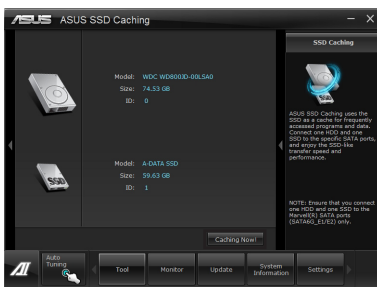 ASUS ASUS SSD Caching
SSD Caching
Model: WDC WD800JD-00LSA0
Size: 74.53 GB
ID: 0
SSD
Model: A-DATA SSD
Size: 59.63 GB
ID: 1
Caching Now!
ASUS SSD Caching uses the
SSD as a cache for frequently
accessed programs and data.
Connect one HDD and one
SSD to the specific SATA ports,
and enjoy the SSD-like
transfer speed and
performance.
NOTE: Ensure that you connect
one HDD and one SSD to the
Marvell(R) SATA ports
(SATA6G_E1/E2) only.
AI
Auto
Tuning
Tool
Monitor
Update
System
Information
Settings